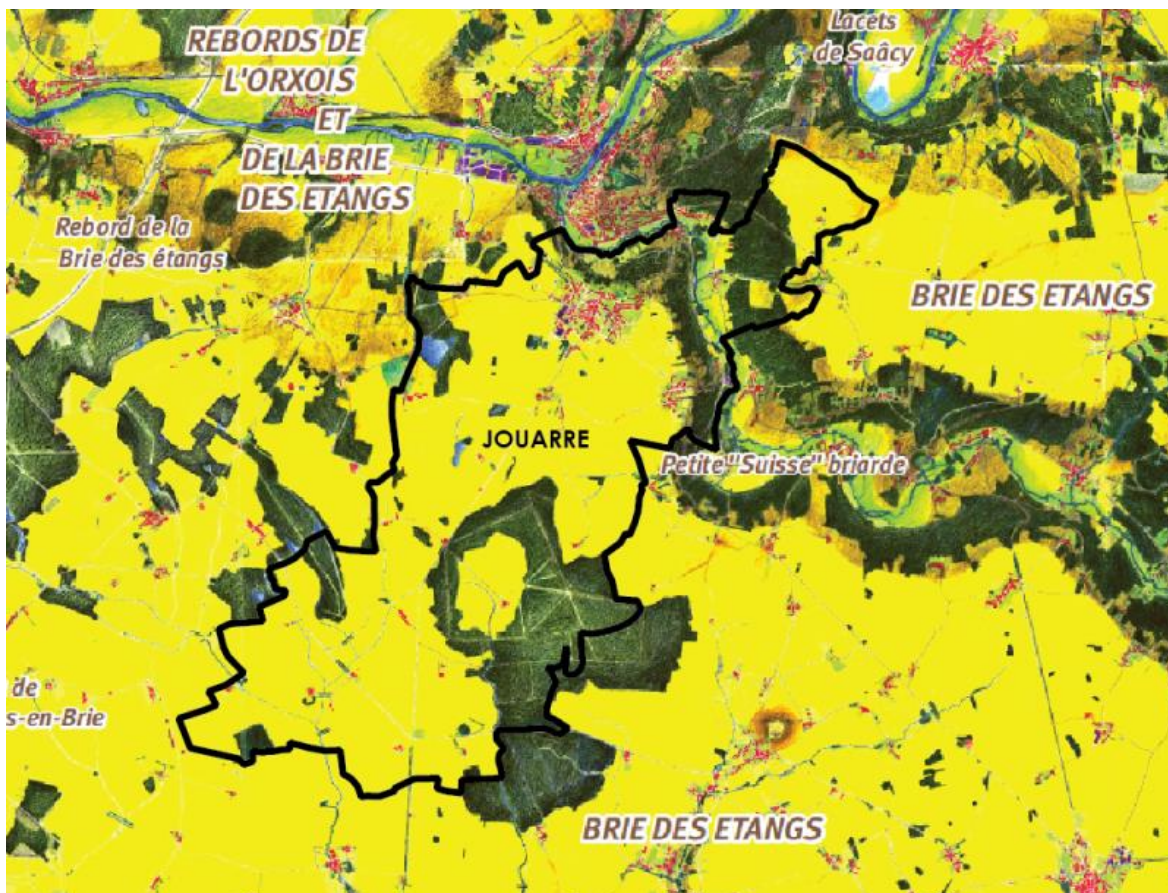 Lacets
de Saâcy
REBORDS DE
L'ORXOIS
ET
DE LA BRIE
DES ETANGS
Rebord de la
Brie des étangs
BRIE DES ETANGS
JOUARRE
Petite "Suisse" briarde
de
s-en-Brie
BRIE DES ETANGS